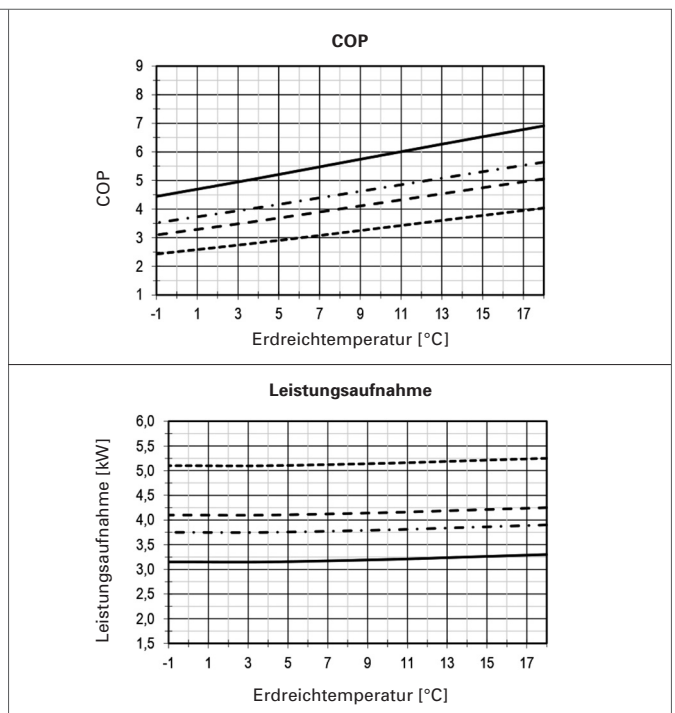 COP
9
8
7
6
5
4
3
2
1
COP
-1 1 3 5 7 9 11 13 15 17
Erdreichtemperatur [°C]
Leistungsaufnahme
6,0
5,5
5,0
4,5
4,0
3,5
3,0
2,5
2,0
1,5
Leistungsaufnahme [kW]
-1 1 3 5 7 9 11 13 15 17
Erdreichtemperatur [°C]